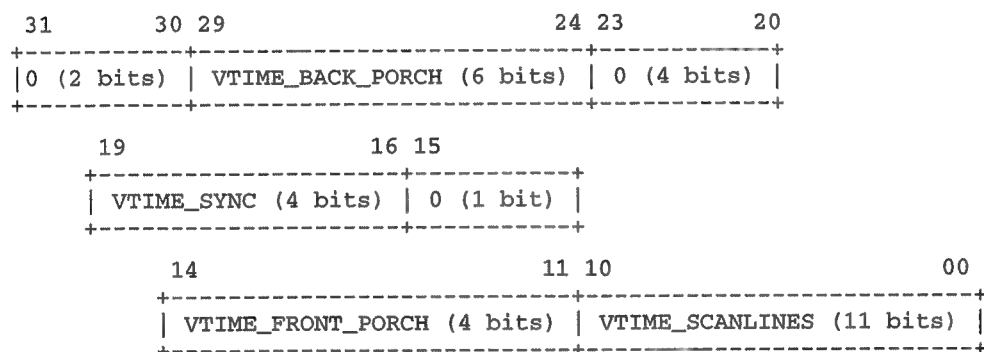 31 30 29 24 23 20
+-------------+---------------------------+--------------+
|0 (2 bits) | VTIME_BACK_PORCH (6 bits) | 0 (4 bits) |
+-------------+---------------------------+--------------+
19 16 15
+----------------------+------------+
| VTIME_SYNC (4 bits) | 0 (1 bit) |
+----------------------+------------+
14 11 10 00
+-----------------------------+----------------------------+
| VTIME_FRONT_PORCH (4 bits) | VTIME_SCANLINES (11 bits) |
+-----------------------------+----------------------------+